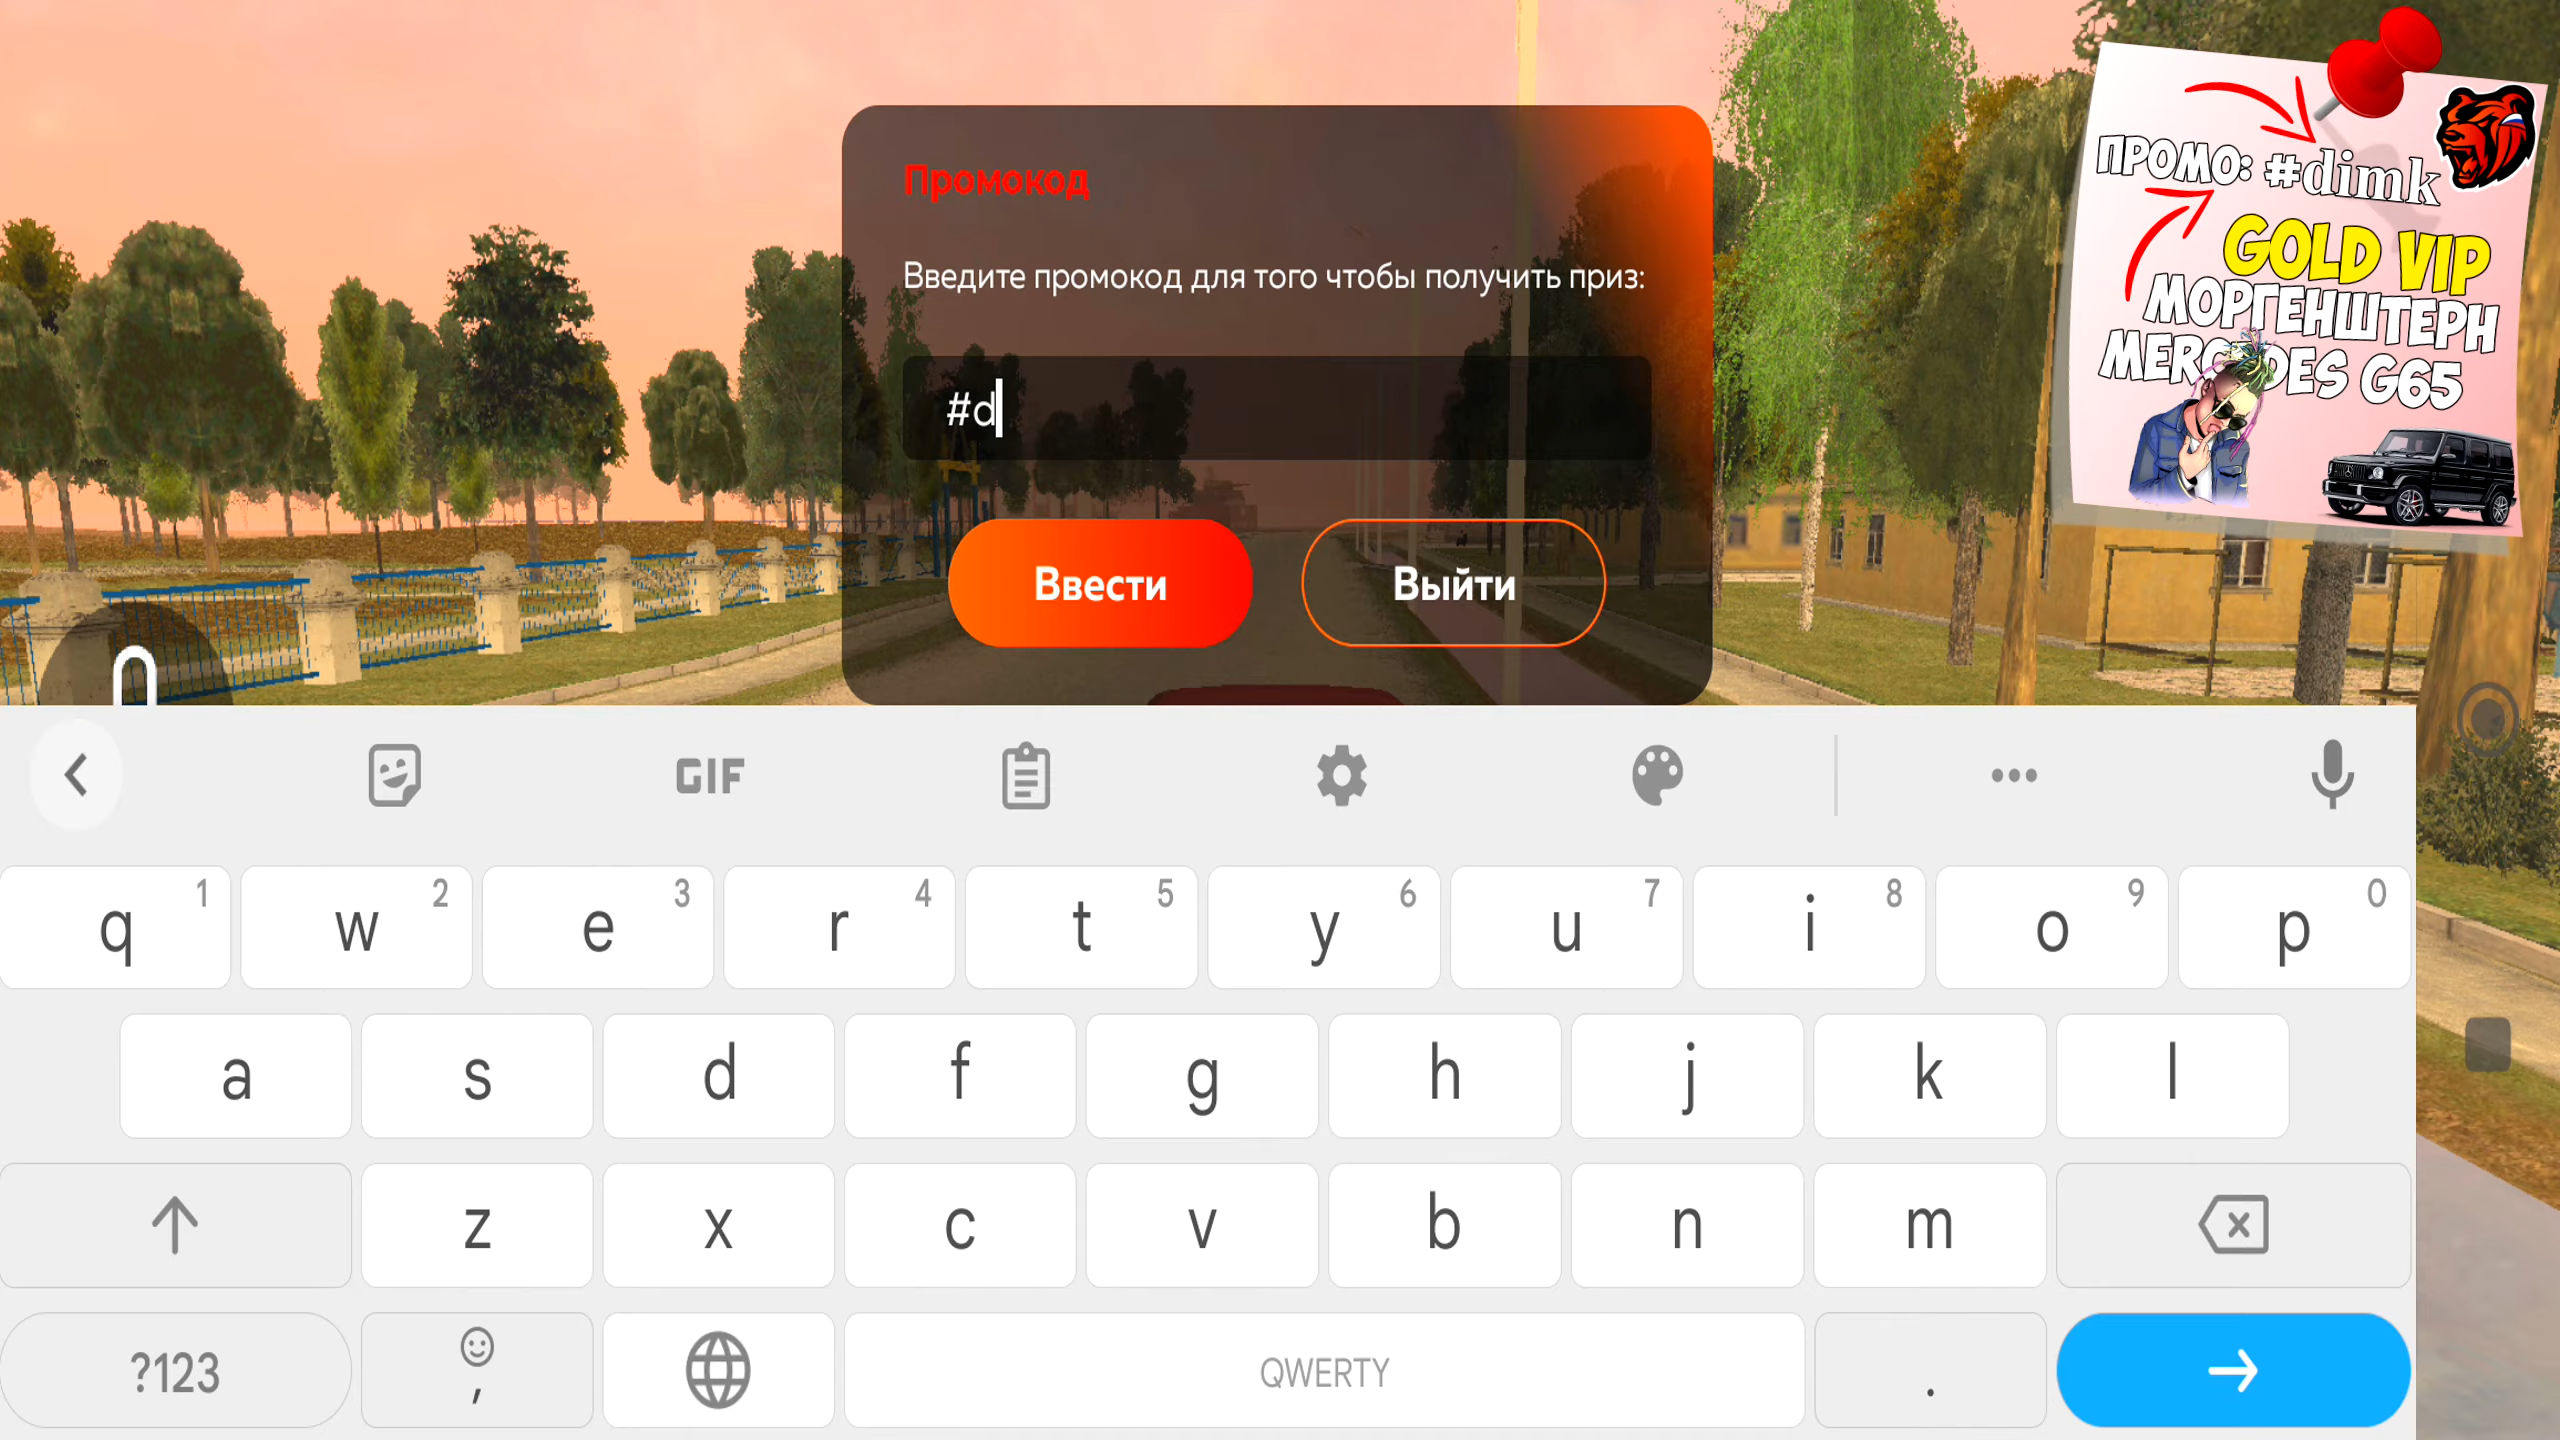 Промокод
Введите промокод для того чтобы получить приз:
#d
Ввести
Выйти
ПРОМО: #dimk
GOLD VIP
МОРГЕНШТЕРН
MERCEDES G65
GIF
q 1 w 2 e 3 r 4 t 5 y 6 u 7 i 8 o 9 p 0
a s d f g h j k l
z x c v b n m
?123 , QWERTY .